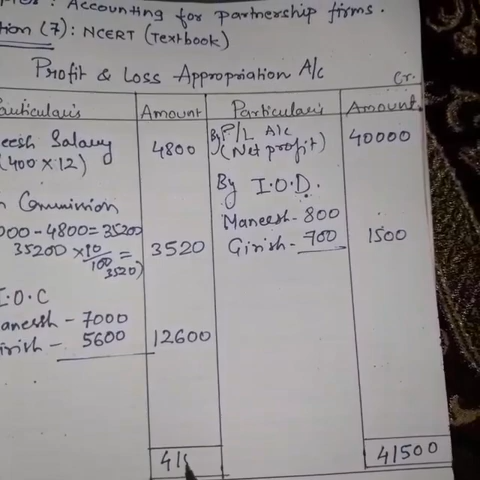 : Accounting for partnership firms.
tion (7): NCERT (Textbook)
Profit & Loss Appropriation A/c
Cr.
articulars Amount Particulars Amount
eesh Salary 4800 By P/L A/c 40000
(400 x 12) (Net profit)
By I.O.D.
n Commission Maneesh - 800
000 - 4800 = 35200 Girish - 700 1500
35200 x 10/100 = 3520) 3520
I.O.C
aneesh - 7000
irish - 5600 12600
41 41500